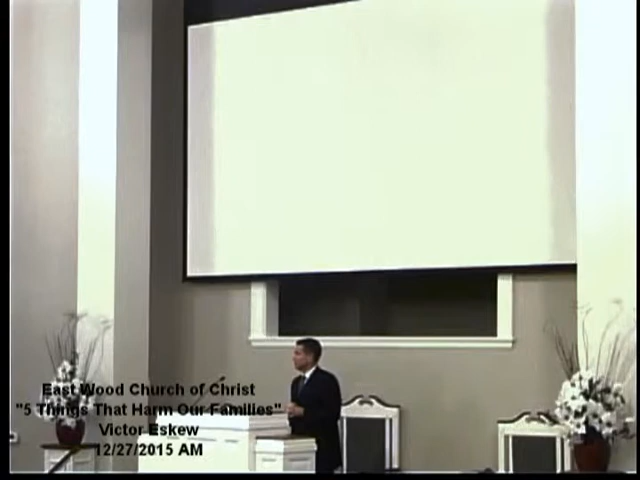 East Wood Church of Christ
"5 Things That Harm Our Families"
Victor Eskew
12/27/2015 AM